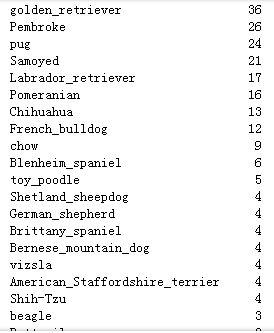 golden_retriever 36
Pembroke 26
pug 24
Samoyed 21
Labrador_retriever 17
Pomeranian 16
Chihuahua 13
French_bulldog 12
chow 9
Blenheim_spaniel 6
toy_poodle 5
Shetland_sheepdog 4
German_shepherd 4
Brittany_spaniel 4
Bernese_mountain_dog 4
vizsla 4
American_Staffordshire_terrier 4
Shih-Tzu 4
beagle 3